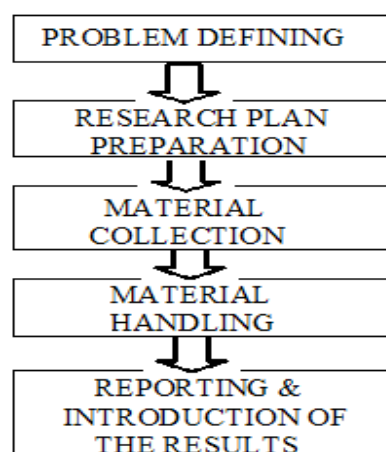 PROBLEM DEFINING
RESEARCH PLAN
PREPARATION
MATERIAL
COLLECTION
MATERIAL
HANDLING
REPORTING &
INTRODUCTION OF
THE RESULTS